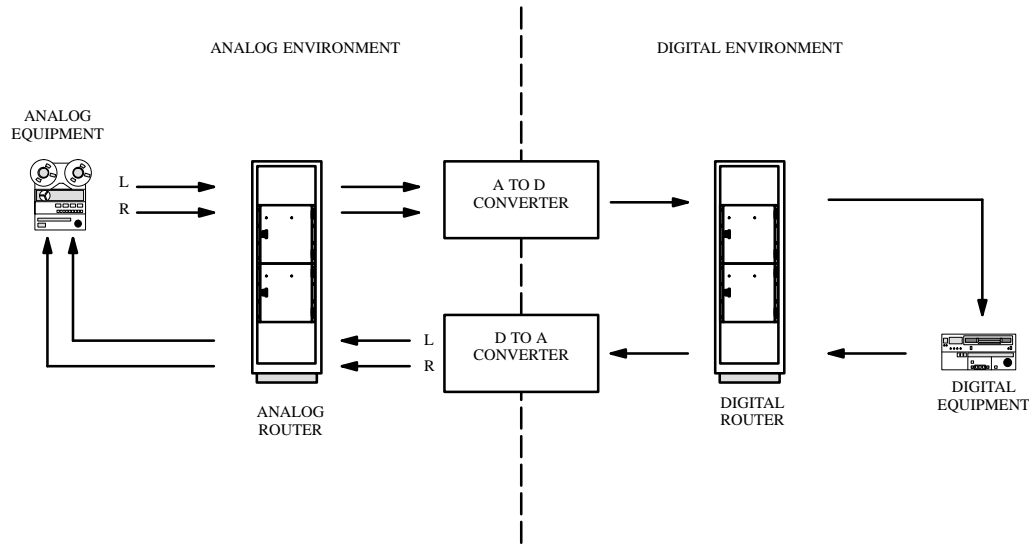 ANALOG ENVIRONMENT
DIGITAL ENVIRONMENT
ANALOG
EQUIPMENT
L
R
A TO D
CONVERTER
L
R
D TO A
CONVERTER
ANALOG
ROUTER
DIGITAL
ROUTER
DIGITAL
EQUIPMENT